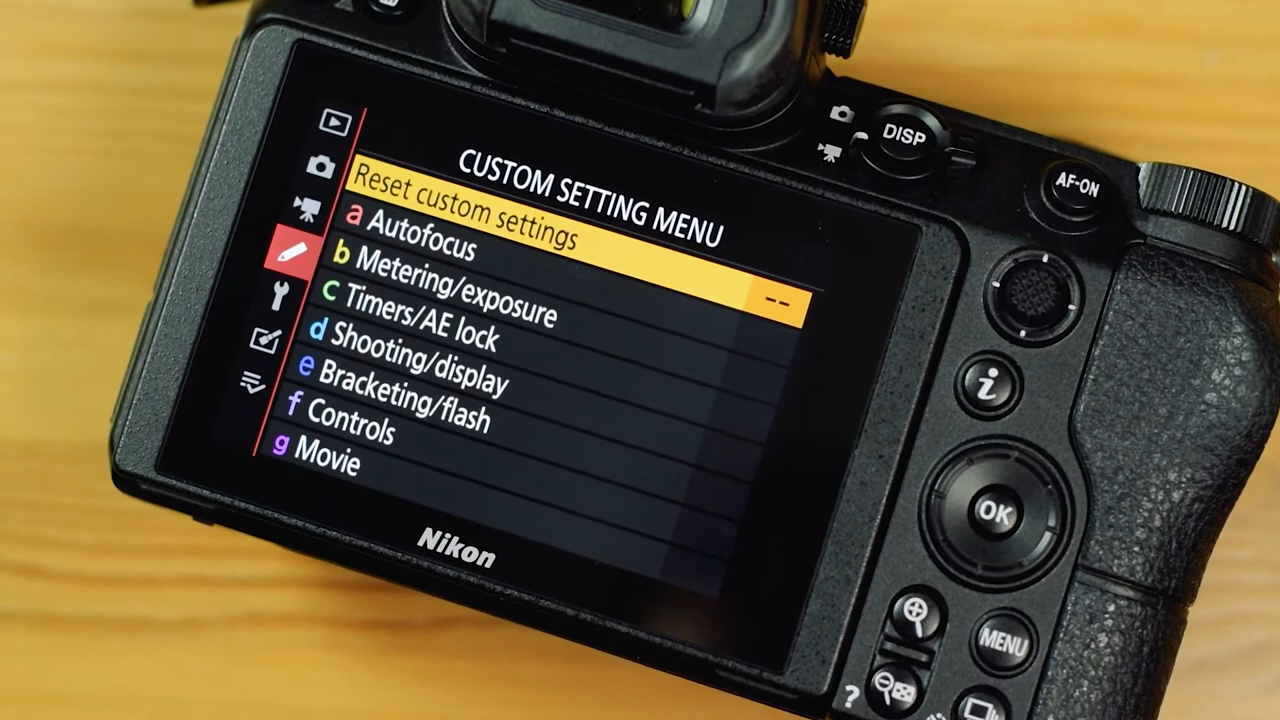 CUSTOM SETTING MENU
Reset custom settings --
a Autofocus
b Metering/exposure
c Timers/AE lock
d Shooting/display
e Bracketing/flash
f Controls
g Movie
Nikon
DISP
AF-ON
i
OK
MENU
?